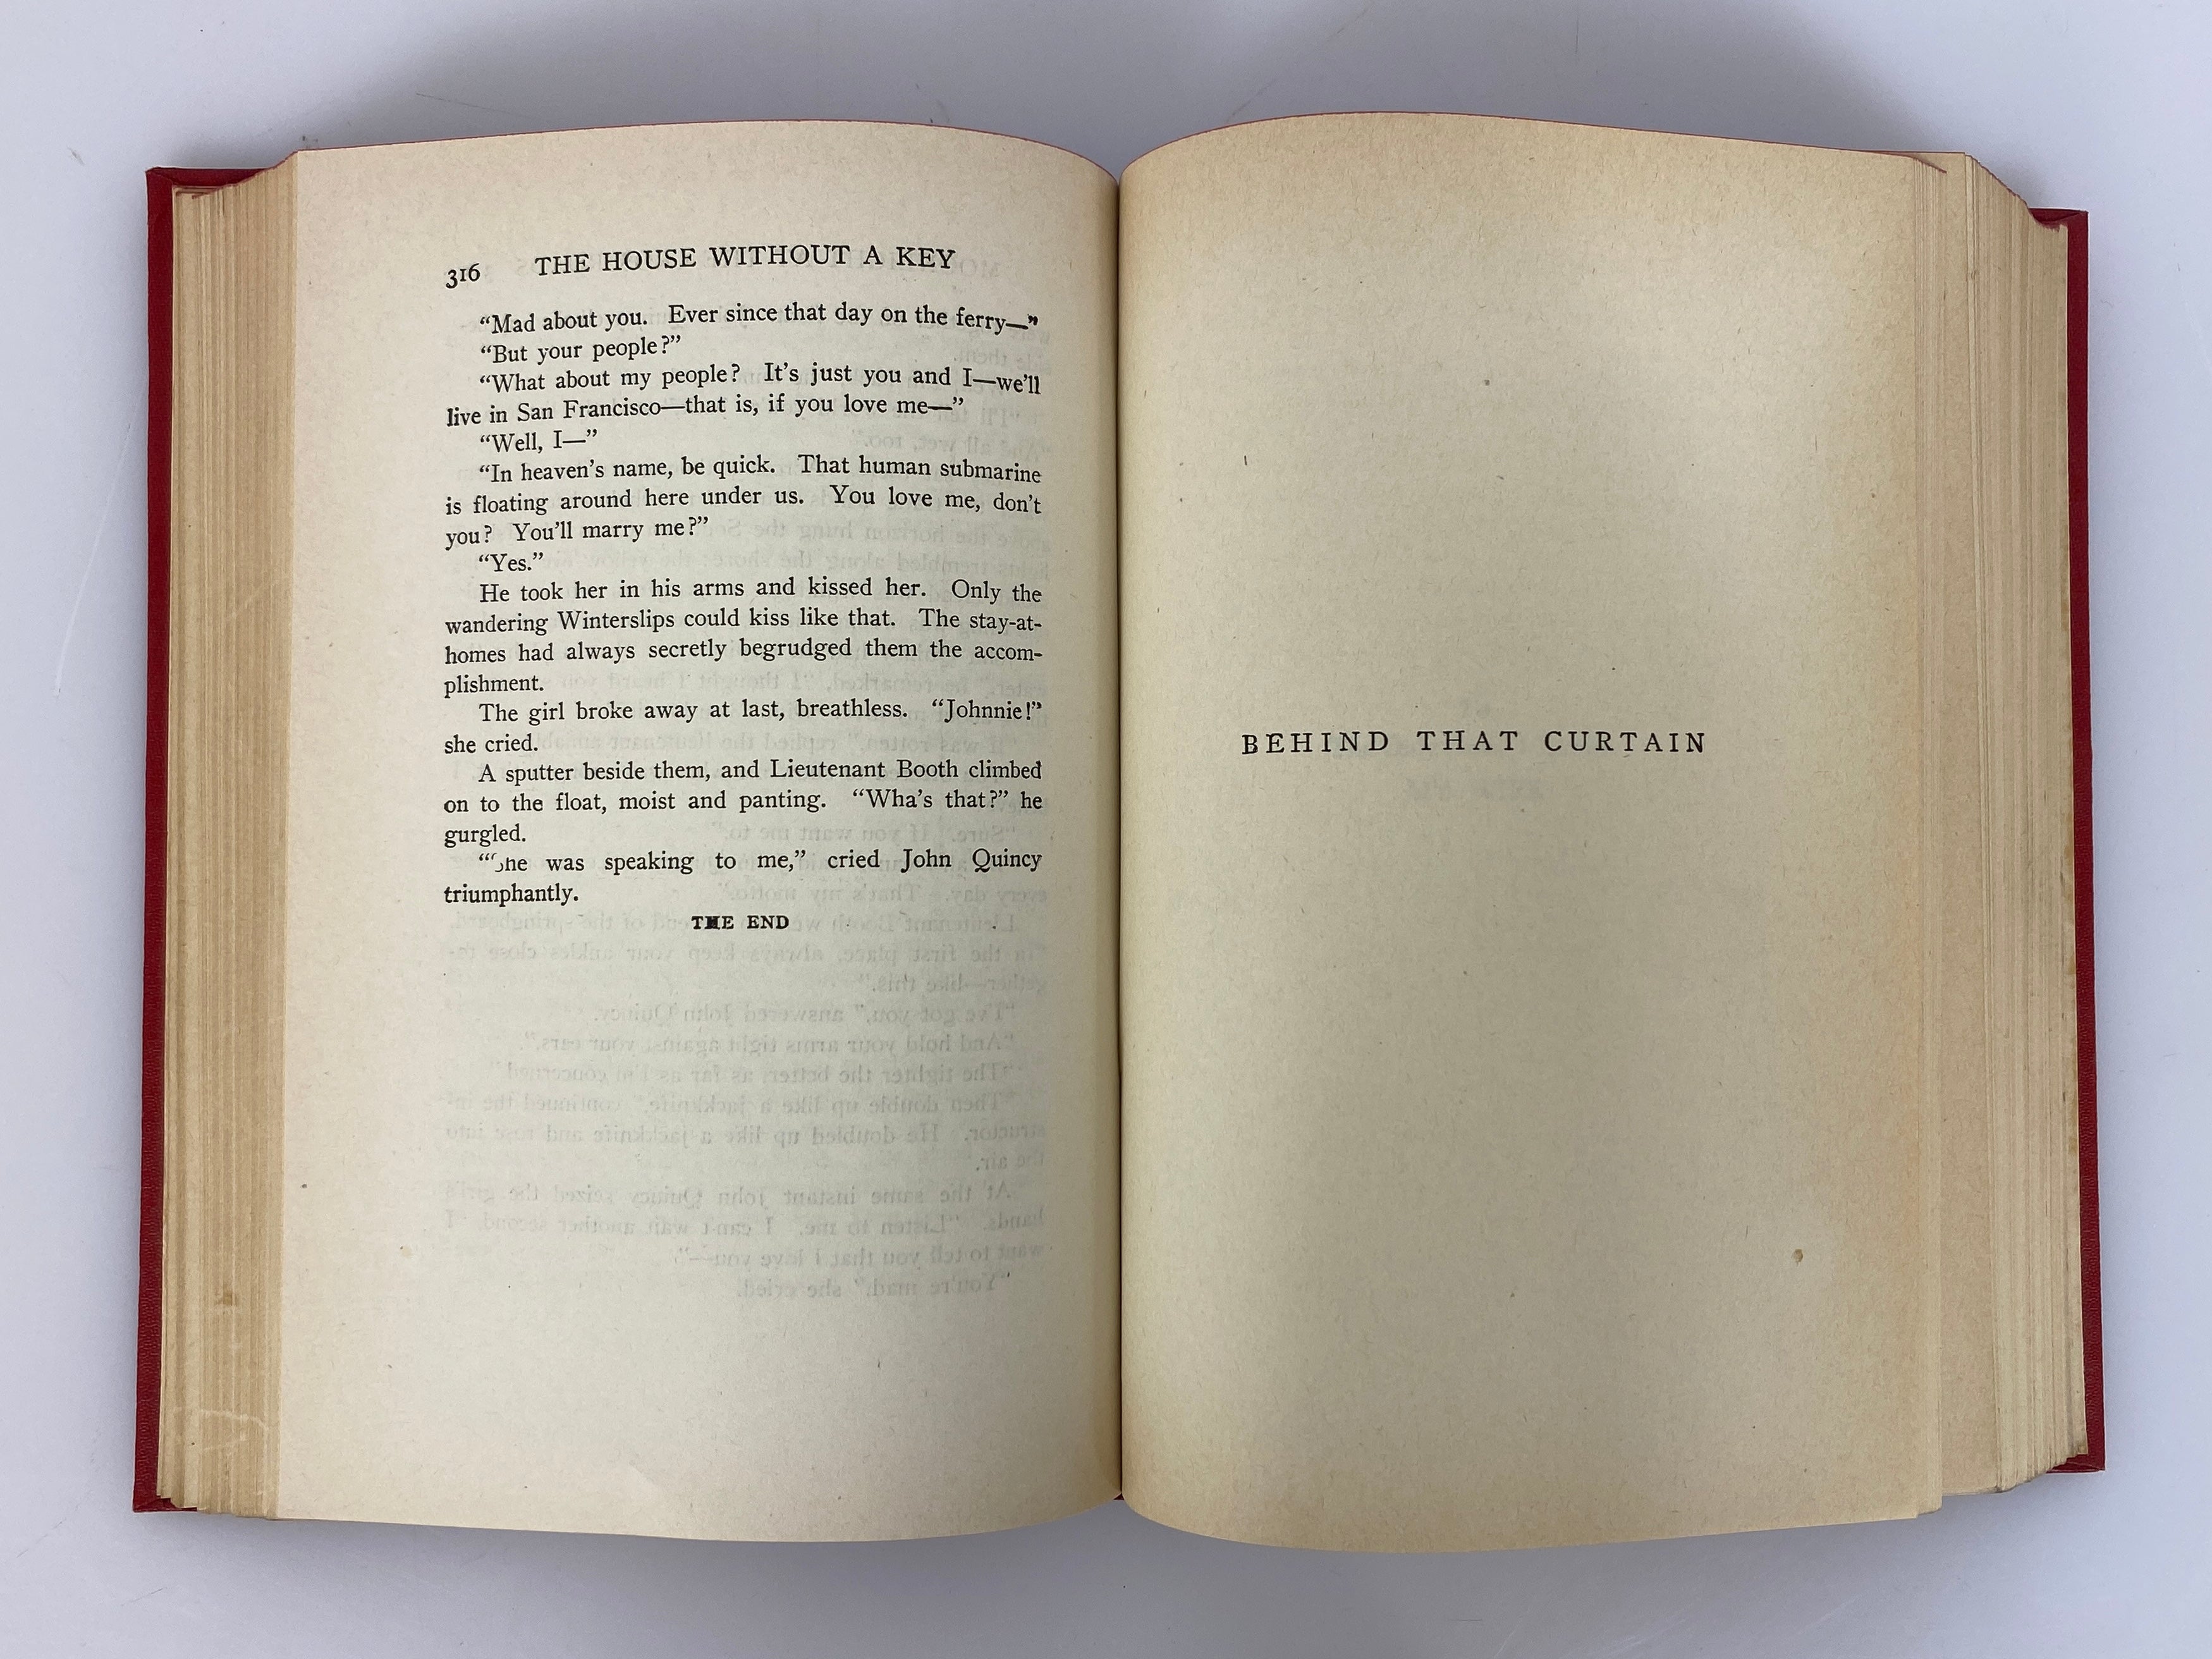 316 THE HOUSE WITHOUT A KEY
“Mad about you. Ever since that day on the ferry—”
“But your people?”
“What about my people? It's just you and I—we'll
live in San Francisco—that is, if you love me—”
“Well, I—”
“In heaven's name, be quick. That human submarine
is floating around here under us. You love me, don't
you? You'll marry me?”
“Yes.”
He took her in his arms and kissed her. Only the
wandering Winterslips could kiss like that. The stay-at-
homes had always secretly begrudged them the accom-
plishment.
The girl broke away at last, breathless. “Johnnie!”
she cried.
A sputter beside them, and Lieutenant Booth climbed
on to the float, moist and panting. “Wha's that?” he
gurgled.
“She was speaking to me,” cried John Quincy
triumphantly.
THE END
BEHIND THAT CURTAIN